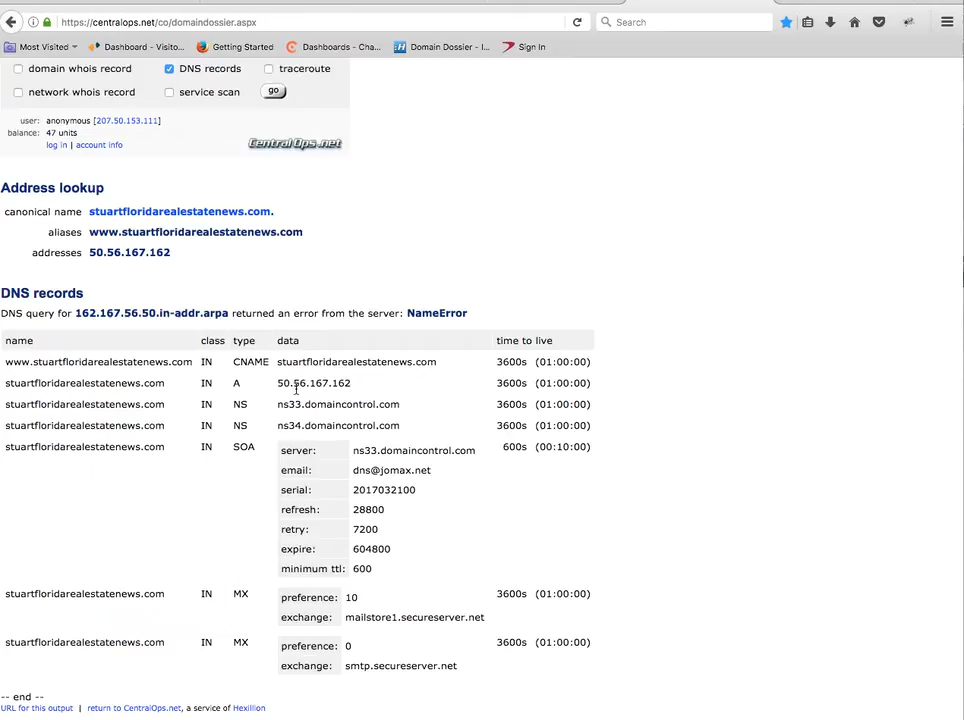 https://centralops.net/co/domaindossier.aspx
Search
Most Visited
Dashboard - Visito...
Getting Started
Dashboards - Cha...
Domain Dossier - I...
Sign In
domain whois record
DNS records
traceroute
network whois record
service scan
go
user: anonymous [207.50.153.111]
balance: 47 units
log in | account info
CentralOps.net
Address lookup
canonical name stuartfloridarealestatenews.com.
aliases www.stuartfloridarealestatenews.com
addresses 50.56.167.162
DNS records
DNS query for 162.167.56.50.in-addr.arpa returned an error from the server: NameError
name class type data time to live
www.stuartfloridarealestatenews.com IN CNAME stuartfloridarealestatenews.com 3600s (01:00:00)
stuartfloridarealestatenews.com IN A 50.56.167.162 3600s (01:00:00)
stuartfloridarealestatenews.com IN NS ns33.domaincontrol.com 3600s (01:00:00)
stuartfloridarealestatenews.com IN NS ns34.domaincontrol.com 3600s (01:00:00)
stuartfloridarealestatenews.com IN SOA server: ns33.domaincontrol.com 600s (00:10:00)
email: dns@jomax.net
serial: 2017032100
refresh: 28800
retry: 7200
expire: 604800
minimum ttl: 600
stuartfloridarealestatenews.com IN MX preference: 10 3600s (01:00:00)
exchange: mailstore1.secureserver.net
stuartfloridarealestatenews.com IN MX preference: 0 3600s (01:00:00)
exchange: smtp.secureserver.net
-- end --
URL for this output | return to CentralOps.net, a service of Hexillion